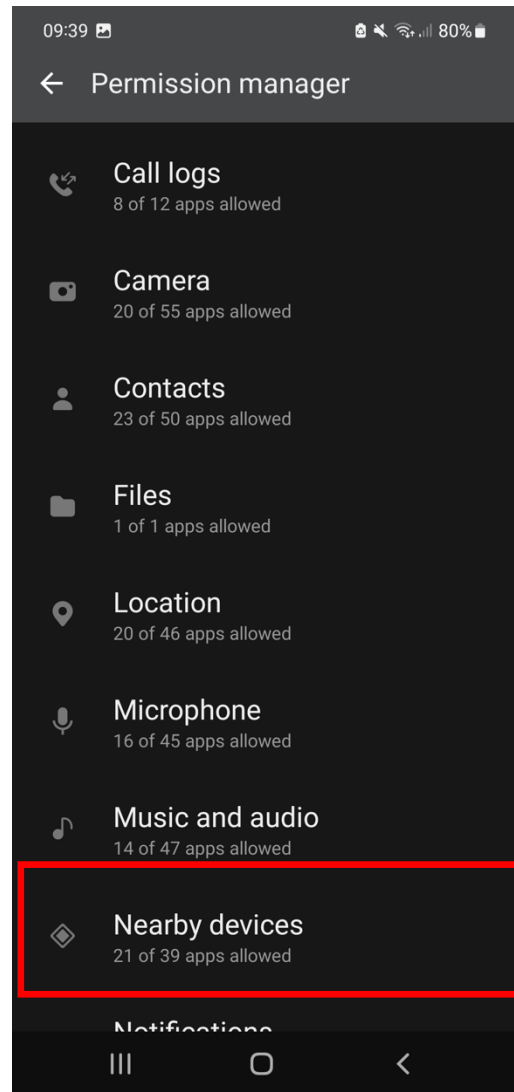 09:39 80%
Permission manager
Call logs
8 of 12 apps allowed
Camera
20 of 55 apps allowed
Contacts
23 of 50 apps allowed
Files
1 of 1 apps allowed
Location
20 of 46 apps allowed
Microphone
16 of 45 apps allowed
Music and audio
14 of 47 apps allowed
Nearby devices
21 of 39 apps allowed
Notifications